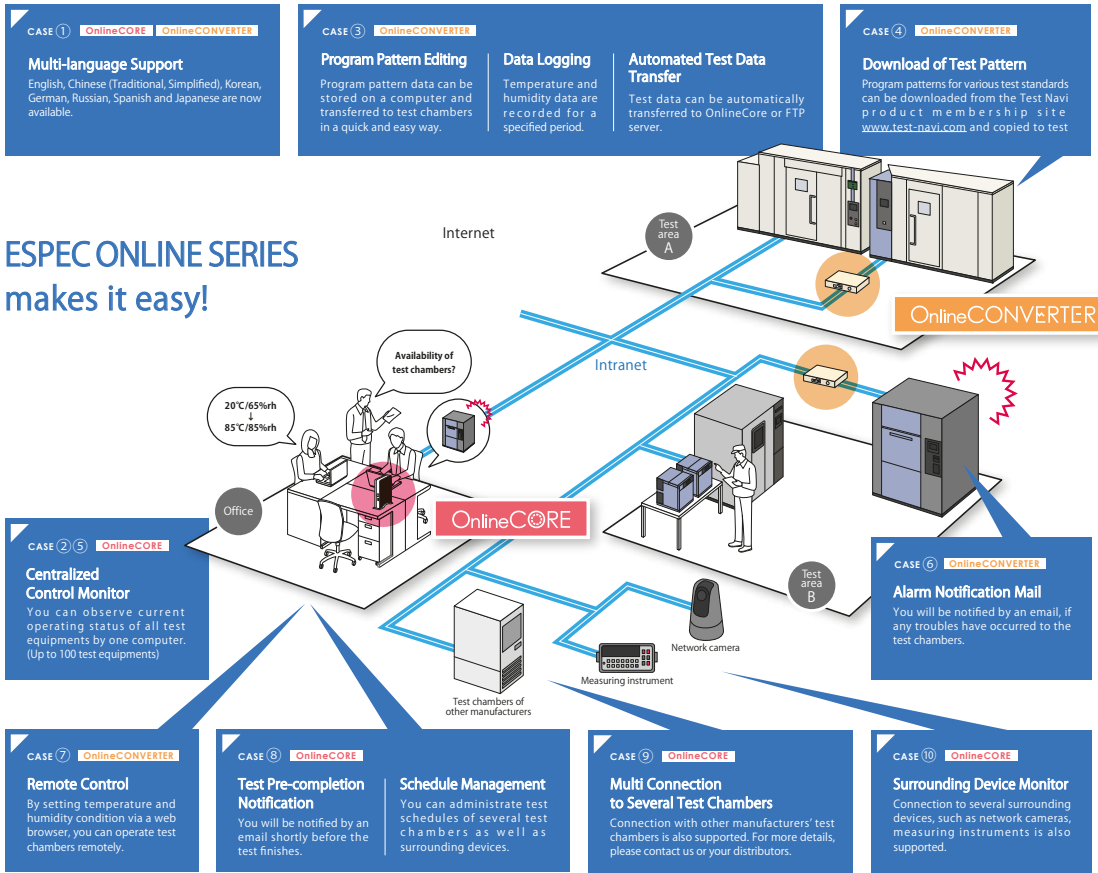 CASE ① OnlineCORE OnlineCONVERTER
Multi-language Support
English, Chinese (Traditional, Simplified), Korean,
German, Russian, Spanish and Japanese are now
available.
CASE ③ OnlineCONVERTER
Program Pattern Editing
Program pattern data can be
stored on a computer and
transferred to test chambers
in a quick and easy way.
Data Logging
Temperature and
humidity data are
recorded for a
specified period.
Automated Test Data
Transfer
Test data can be automatically
transferred to OnlineCore or FTP
server.
CASE ④ OnlineCONVERTER
Download of Test Pattern
Program patterns for various test standards
can be downloaded from the Test Navi
product membership site
www.test-navi.com and copied to test
ESPEC ONLINE SERIES
makes it easy!
Internet
Test
area
A
OnlineCONVERTER
Intranet
Availability of
test chambers?
20℃/65%rh
↓
85℃/85%rh
Office
OnlineCORE
Test
area
B
Network camera
Measuring instrument
Test chambers of
other manufacturers
CASE ②⑤ OnlineCORE
Centralized
Control Monitor
You can observe current
operating status of all test
equipments by one computer.
(Up to 100 test equipments)
CASE ⑥ OnlineCONVERTER
Alarm Notification Mail
You will be notified by an email, if
any troubles have occurred to the
test chambers.
CASE ⑦ OnlineCONVERTER
Remote Control
By setting temperature and
humidity condition via a web
browser, you can operate test
chambers remotely.
CASE ⑧ OnlineCORE
Test Pre-completion
Notification
You will be notified by an
email shortly before the
test finishes.
Schedule Management
You can administrate test
schedules of several test
chambers as well as
surrounding devices.
CASE ⑨ OnlineCORE
Multi Connection
to Several Test Chambers
Connection with other manufacturers' test
chambers is also supported. For more details,
please contact us or your distributors.
CASE ⑩ OnlineCORE
Surrounding Device Monitor
Connection to several surrounding
devices, such as network cameras,
measuring instruments is also
supported.